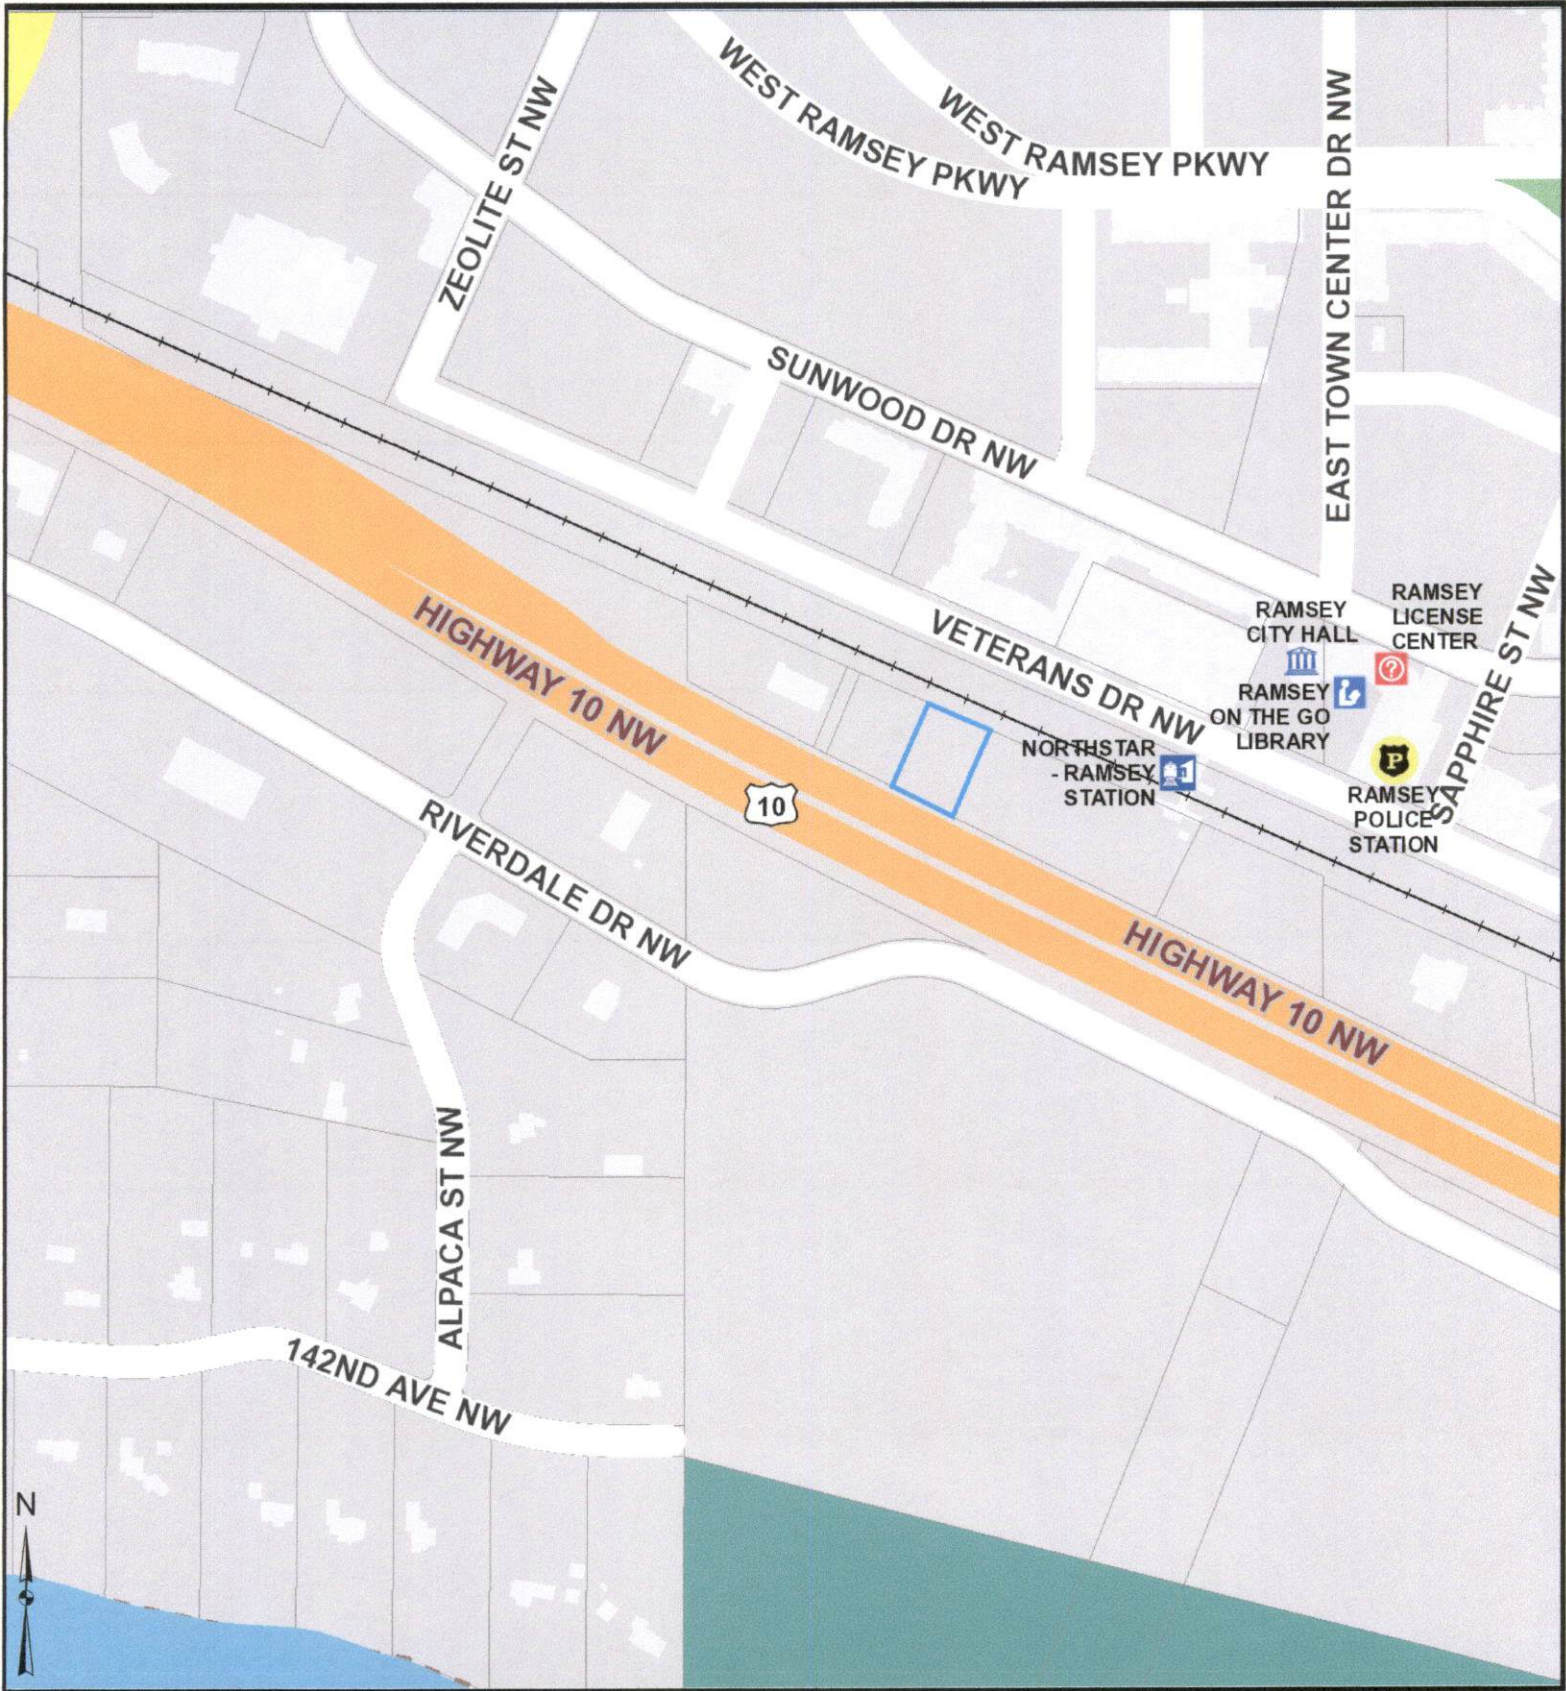 WEST RAMSEY PKWY
WEST RAMSEY PKWY
ZEOLITE ST NW
EAST TOWN CENTER DR NW
SUNWOOD DR NW
HIGHWAY 10 NW
VETERANS DR NW
RAMSEY
CITY HALL
RAMSEY
LICENSE
CENTER
RAMSEY
ON THE GO
LIBRARY
SAPPHIRE ST NW
NORTHSTAR
- RAMSEY
STATION
P
RAMSEY
POLICE
STATION
10
RIVERDALE DR NW
HIGHWAY 10 NW
ALPACA ST NW
142ND AVE NW
N